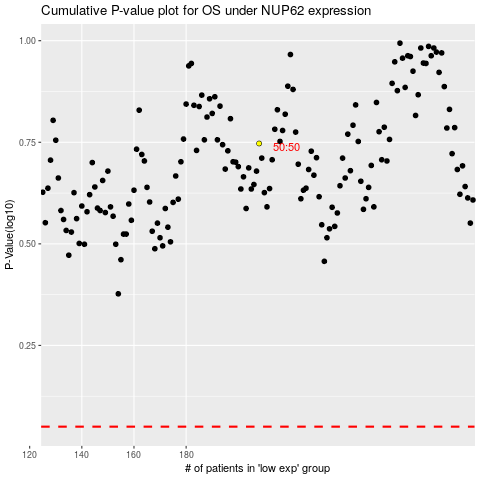 Cumulative P-value plot for OS under NUP62 expression
P-Value(log10)
1.00
0.75
0.50
0.25
50:50
120 140 160 180
# of patients in 'low exp' group